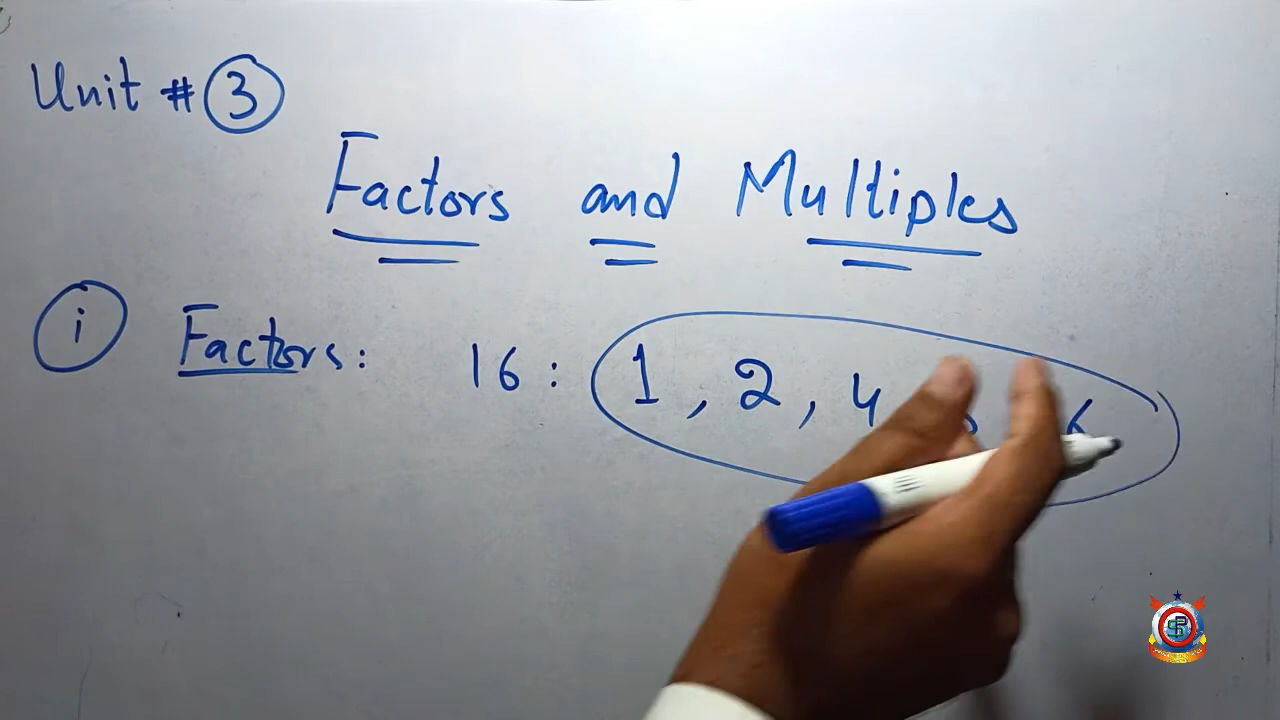 Unit # 3
Factors and Multiples
i Factors: 16: 1, 2, 4